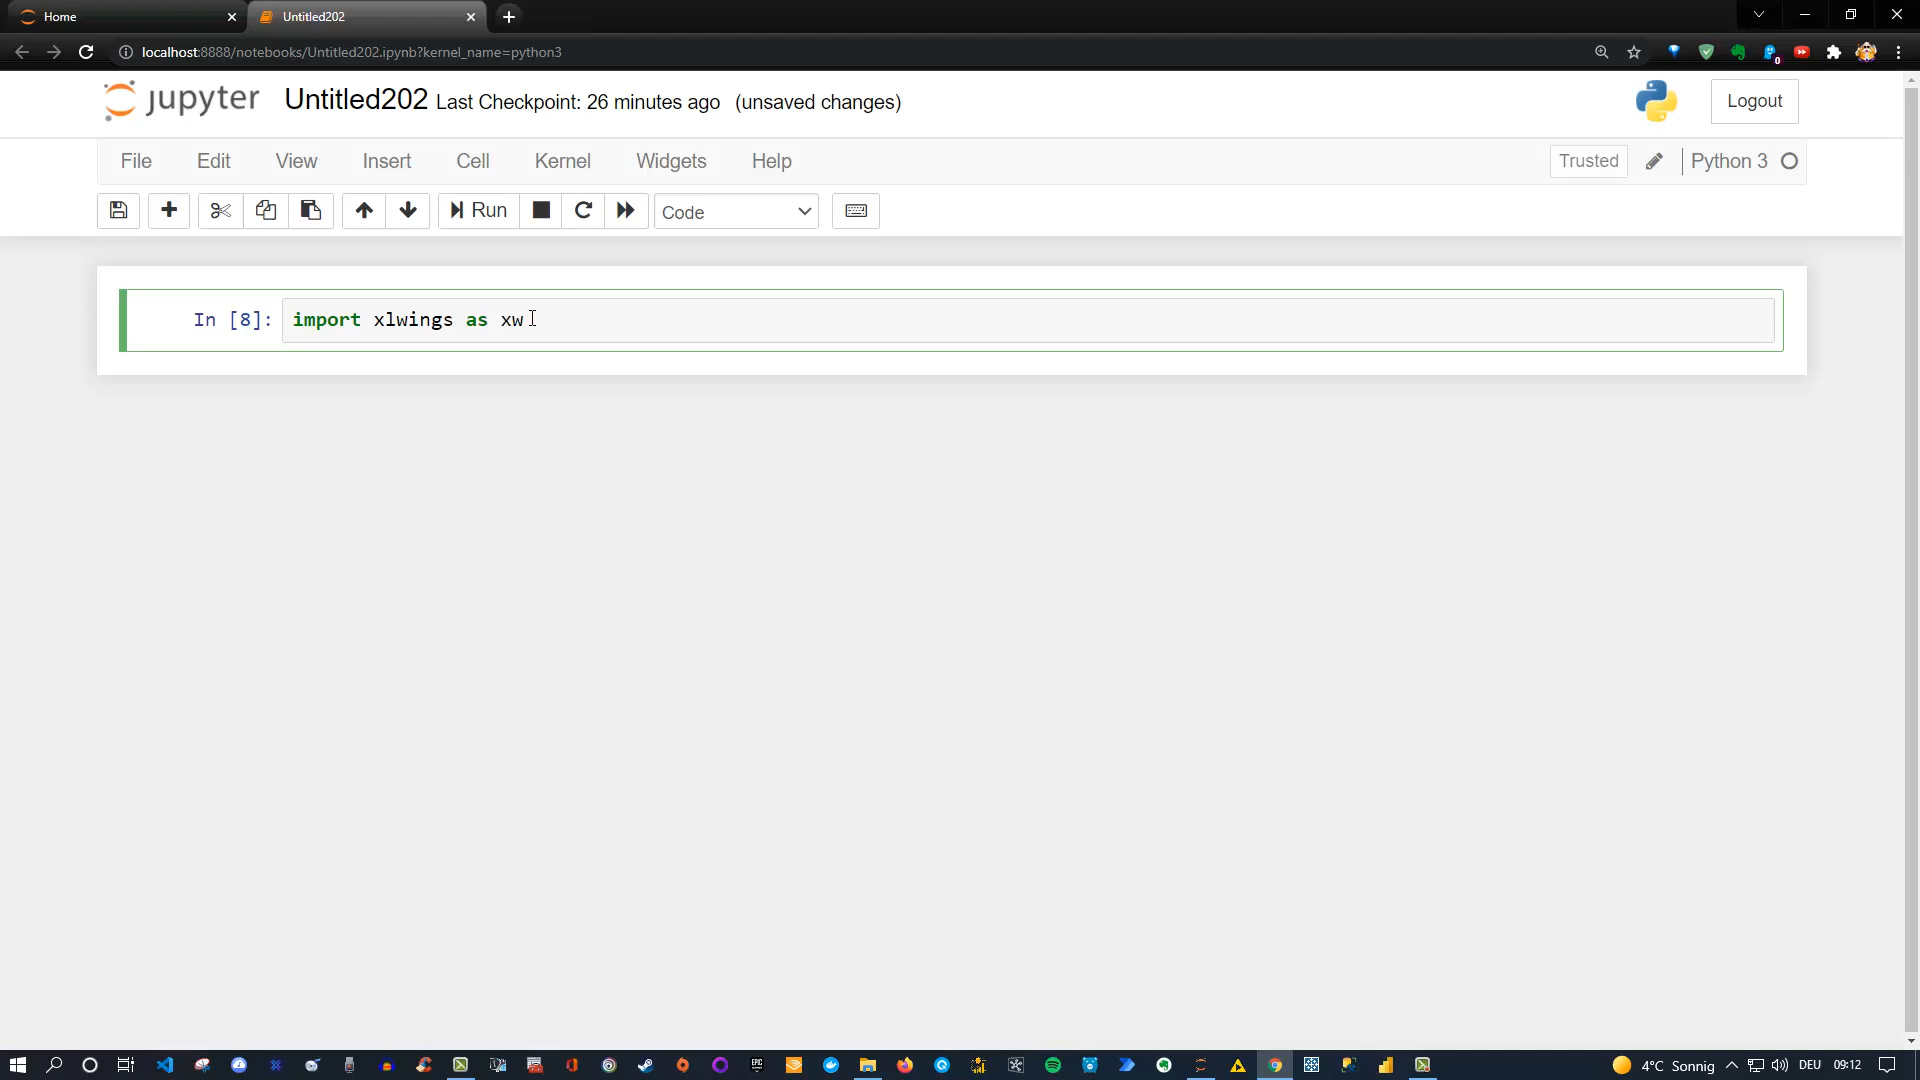 Home
Untitled202
localhost:8888/notebooks/Untitled202.ipynb?kernel_name=python3
0
jupyter Untitled202 Last Checkpoint: 26 minutes ago (unsaved changes)
Logout
File Edit View Insert Cell Kernel Widgets Help
Trusted
Python 3
Run
Code
In [8]: import xlwings as xw
4°C Sonnig
DEU
09:12